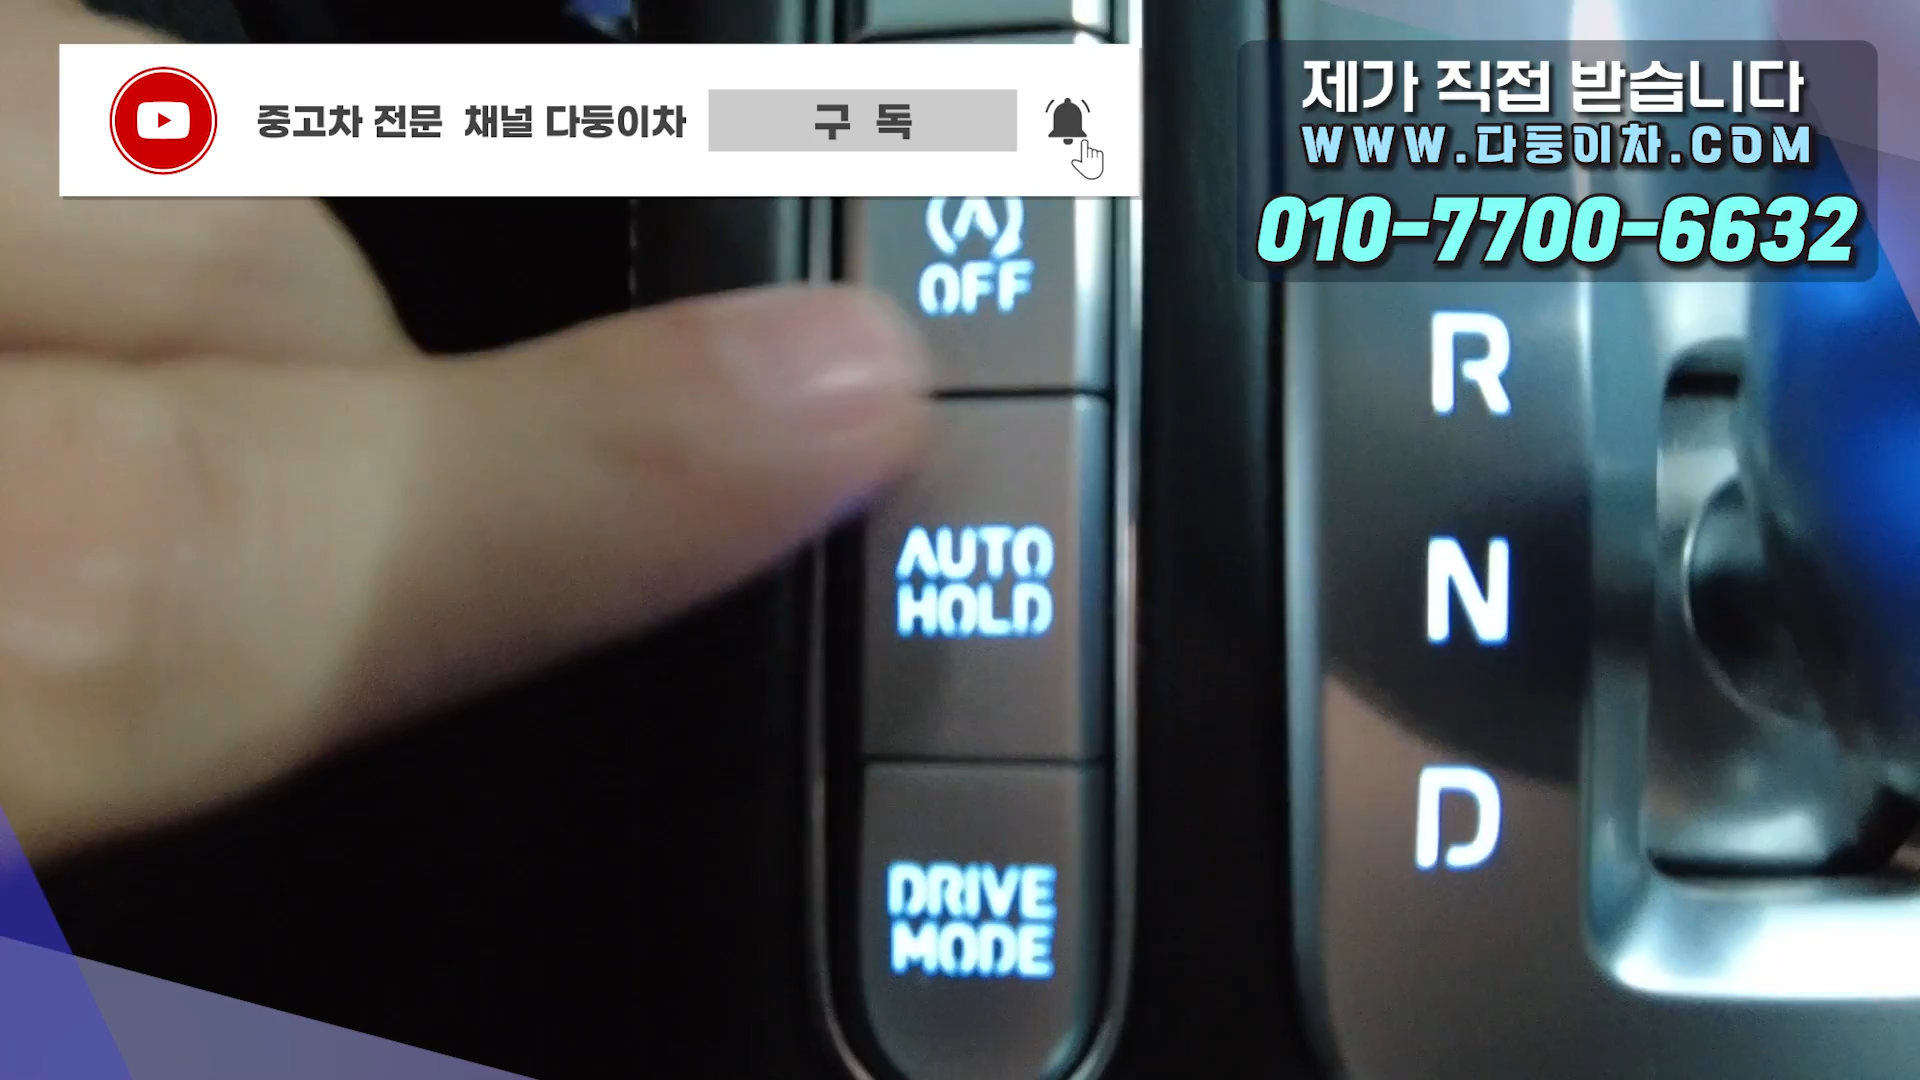 중고차 전문 채널 다둥이차
구독
제가 직접 받습니다
WWW.다둥이차.COM
010-7700-6632
(A)
OFF
AUTO
HOLD
DRIVE
MODE
R
N
D